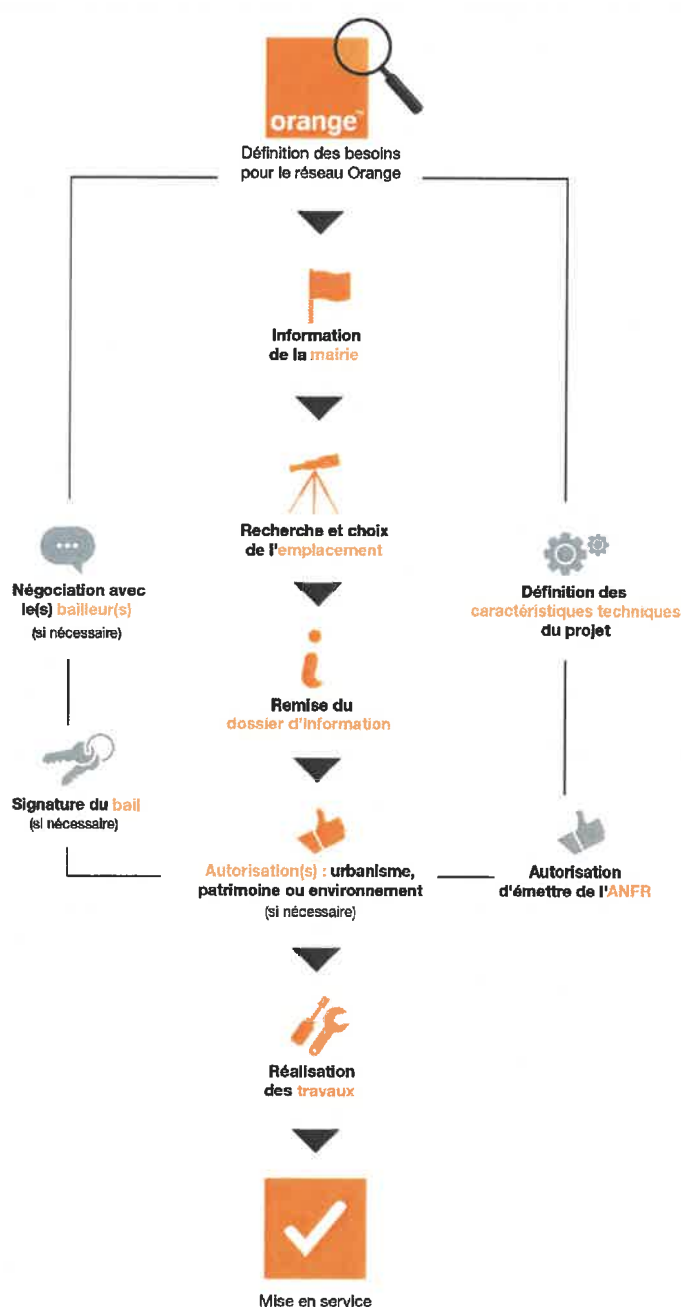 orange™
Définition des besoins
pour le réseau Orange
Information
de la mairie
Recherche et choix
de l'emplacement
Négociation avec
le(s) bailleur(s)
(si nécessaire)
Définition des
caractéristiques techniques
du projet
Remise du
dossier d'information
Signature du bail
(si nécessaire)
Autorisation(s) : urbanisme,
patrimoine ou environnement
(si nécessaire)
Autorisation
d'émettre de l'ANFR
Réalisation
des travaux
Mise en service